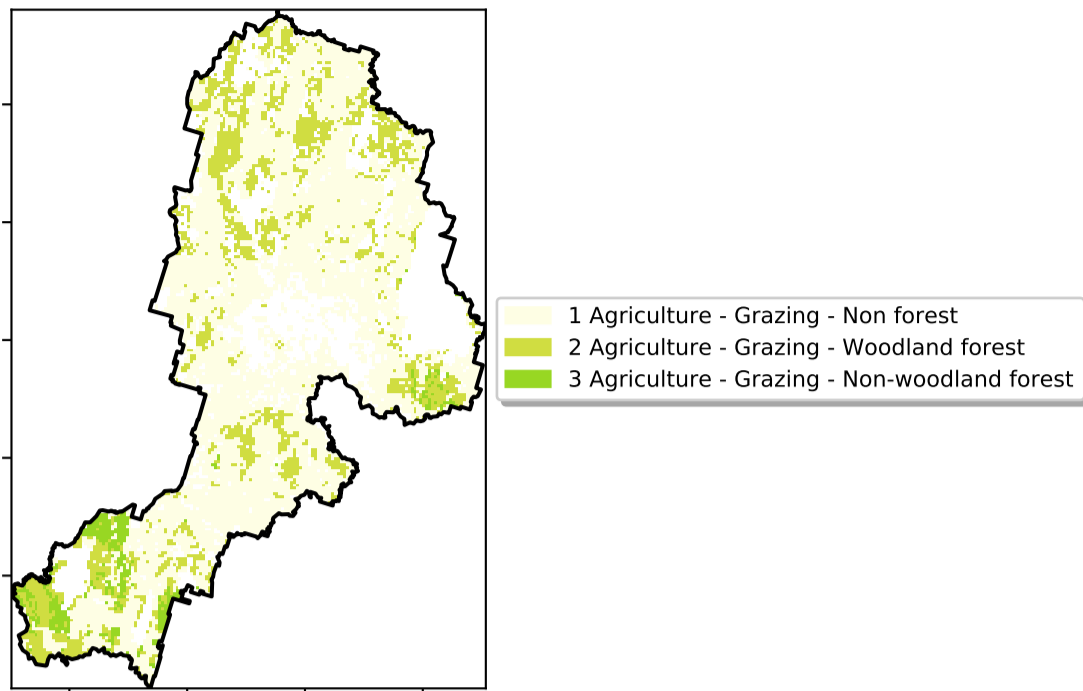 1 Agriculture - Grazing - Non forest
2 Agriculture - Grazing - Woodland forest
3 Agriculture - Grazing - Non-woodland forest